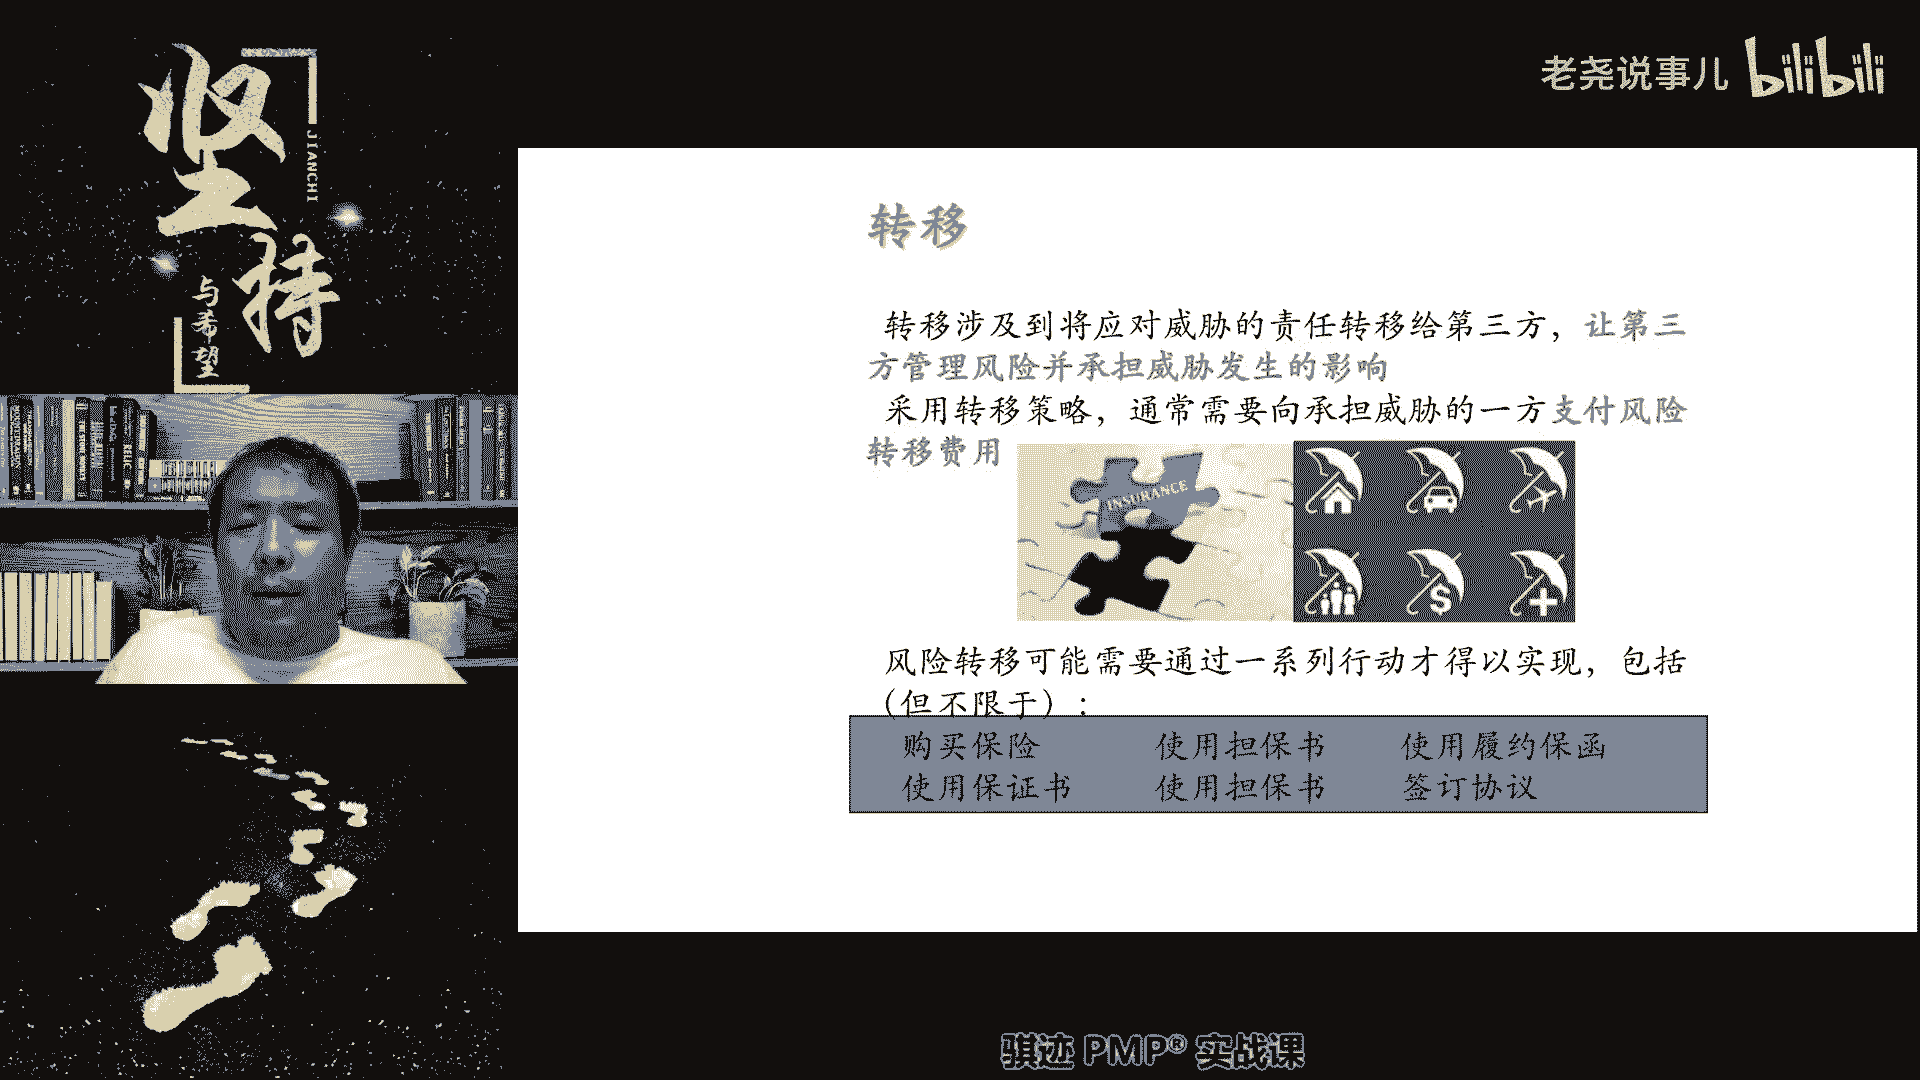 坚持
JIANCHI
与希望
老尧说事儿 bilibili
转移
转移涉及到将应对威胁的责任转移给第三方，让第三
方管理风险并承担威胁发生的影响
采用转移策略，通常需要向承担威胁的一方支付风险
转移费用
INSURANCE
风险转移可能需要通过一系列行动才得以实现，包括
（但不限于）：
购买保险 使用担保书 使用履约保函
使用保证书 使用担保书 签订协议
骐迹 PMP® 实战课